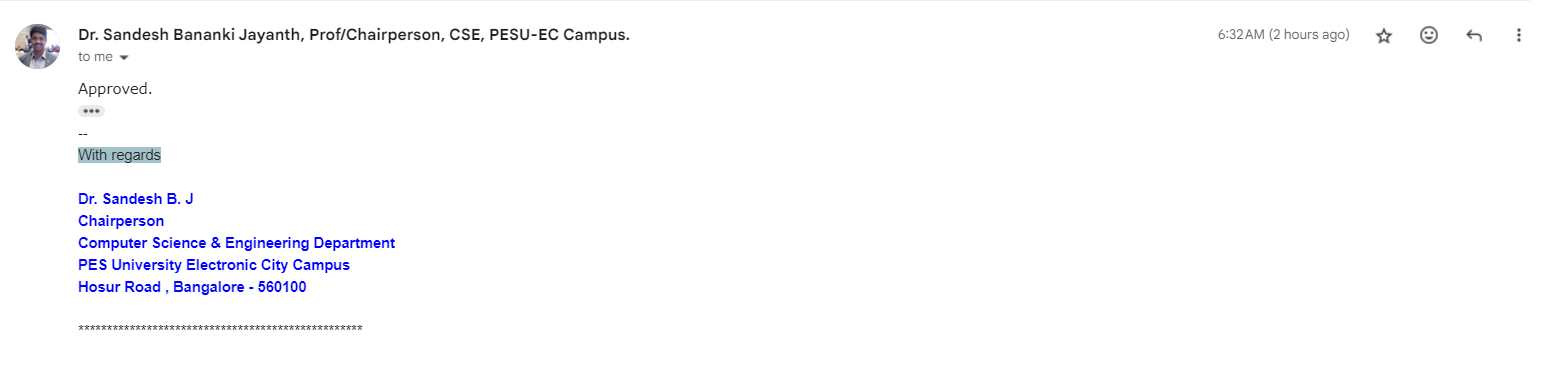 Dr. Sandesh Bananki Jayanth, Prof/Chairperson, CSE, PESU-EC Campus.
6:32 AM (2 hours ago)
to me
Approved.
--
With regards
Dr. Sandesh B. J
Chairperson
Computer Science & Engineering Department
PES University Electronic City Campus
Hosur Road , Bangalore - 560100
**************************************************